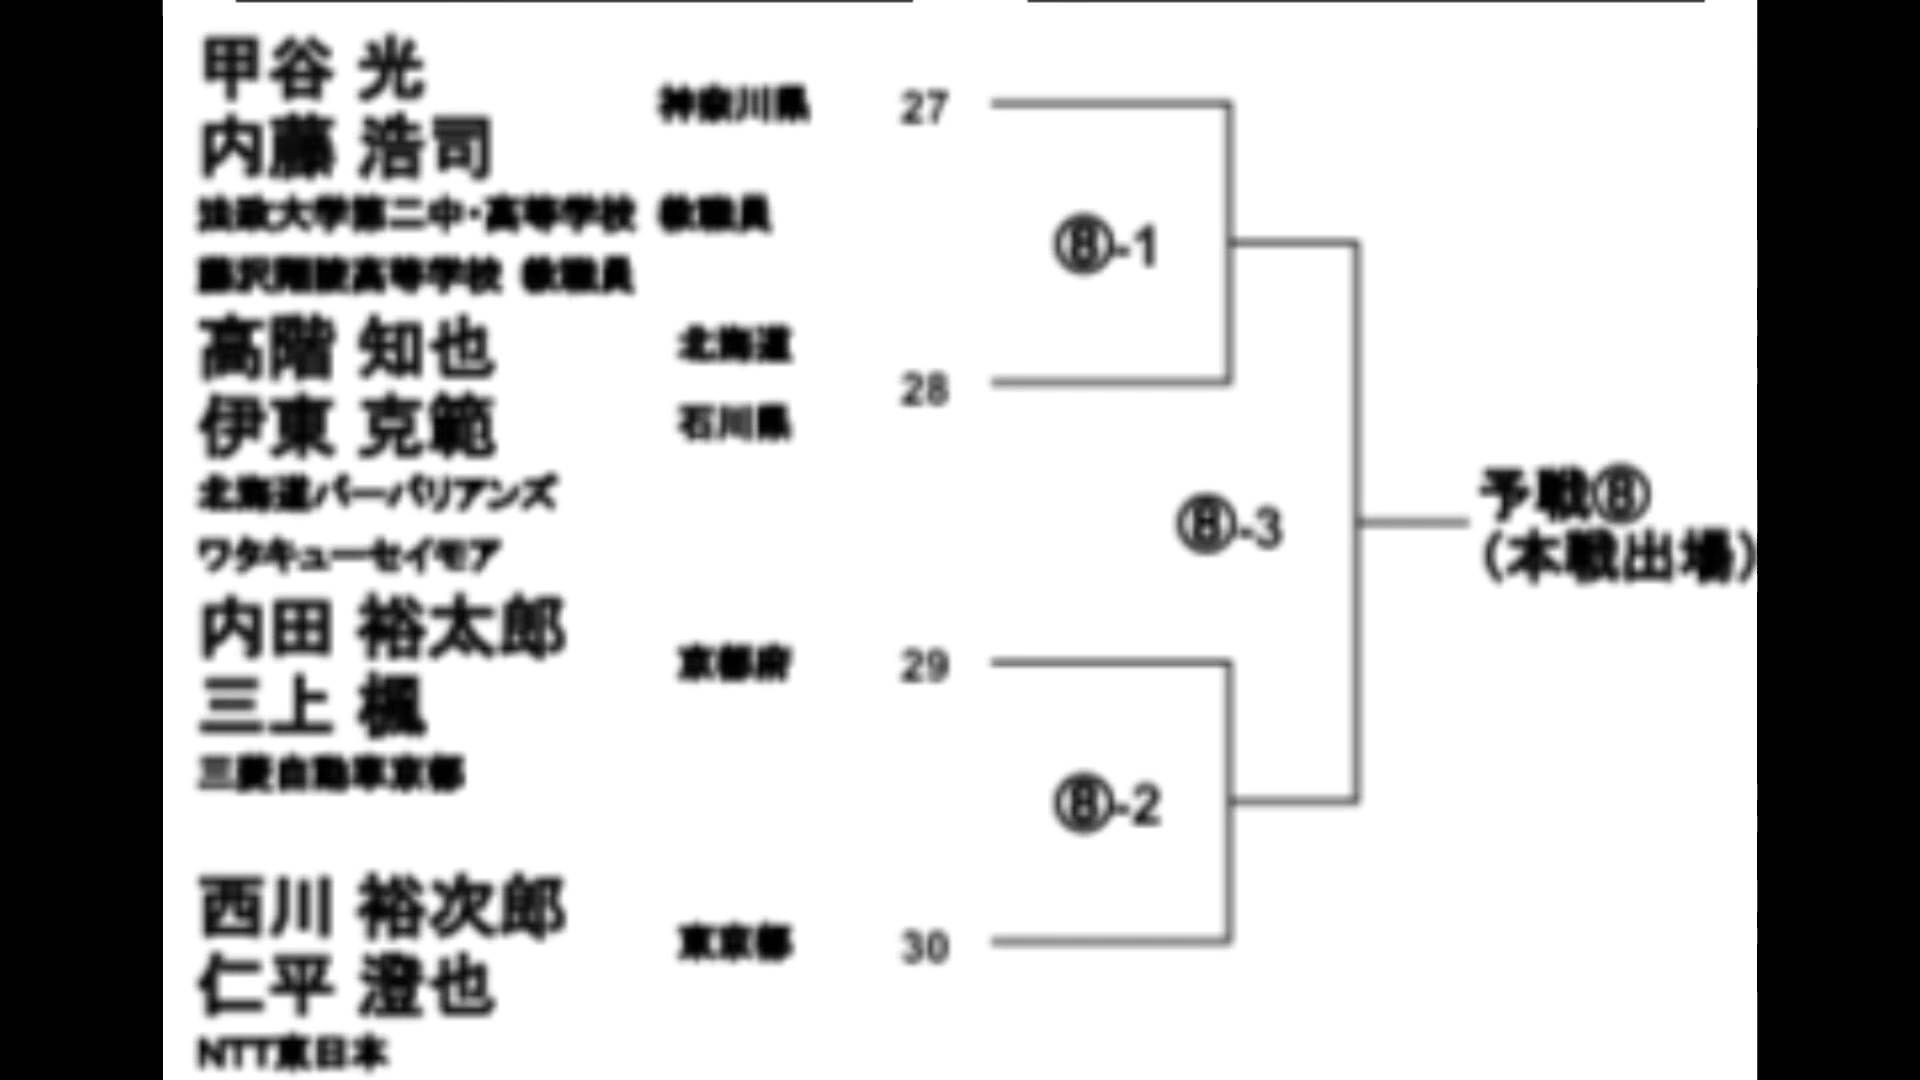 甲谷 光
神奈川県 27
内藤 浩司
法政大学第二中・高等学校 教職員
⑧-1
藤沢翔陵高等学校 教職員
高階 知也 北海道
28
伊東 克範 石川県
北海道バーバリアンズ
⑧-3
予戦⑧
(本戦出場)
ワタキューセイモア
内田 裕太郎
京都府 29
三上 楓
三菱自動車京都
⑧-2
西川 裕次郎
東京都 30
仁平 澄也
NTT東日本